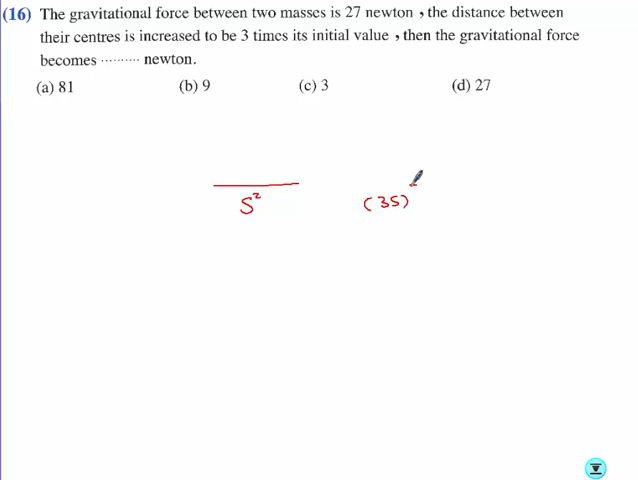 (16) The gravitational force between two masses is 27 newton , the distance between
their centres is increased to be 3 times its initial value , then the gravitational force
becomes ········· newton.
(a) 81 (b) 9 (c) 3 (d) 27
S² (3S)